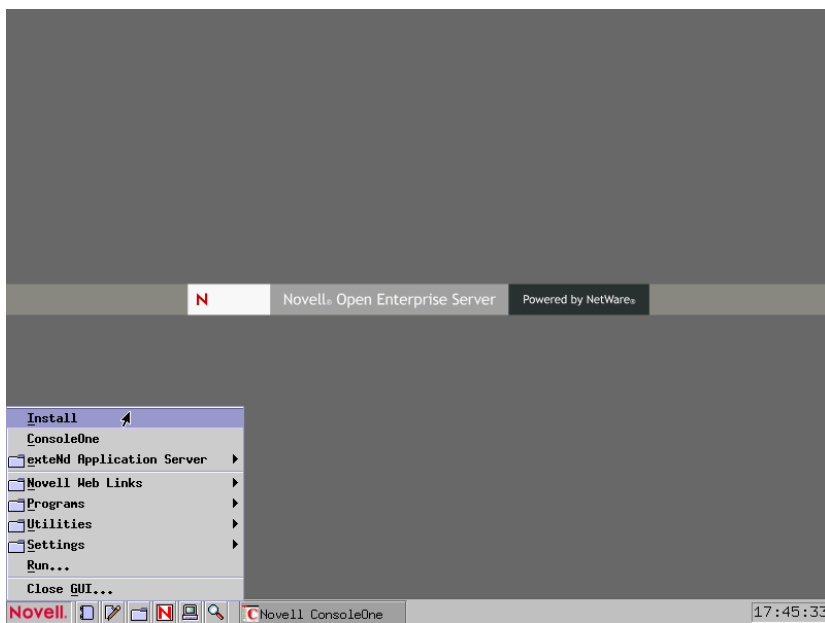 N
Novell® Open Enterprise Server
Powered by NetWare®
Install
ConsoleOne
exteNd Application Server
Novell Web Links
Programs
Utilities
Settings
Run...
Close GUI...
Novell. N C Novell ConsoleOne 17:45:33